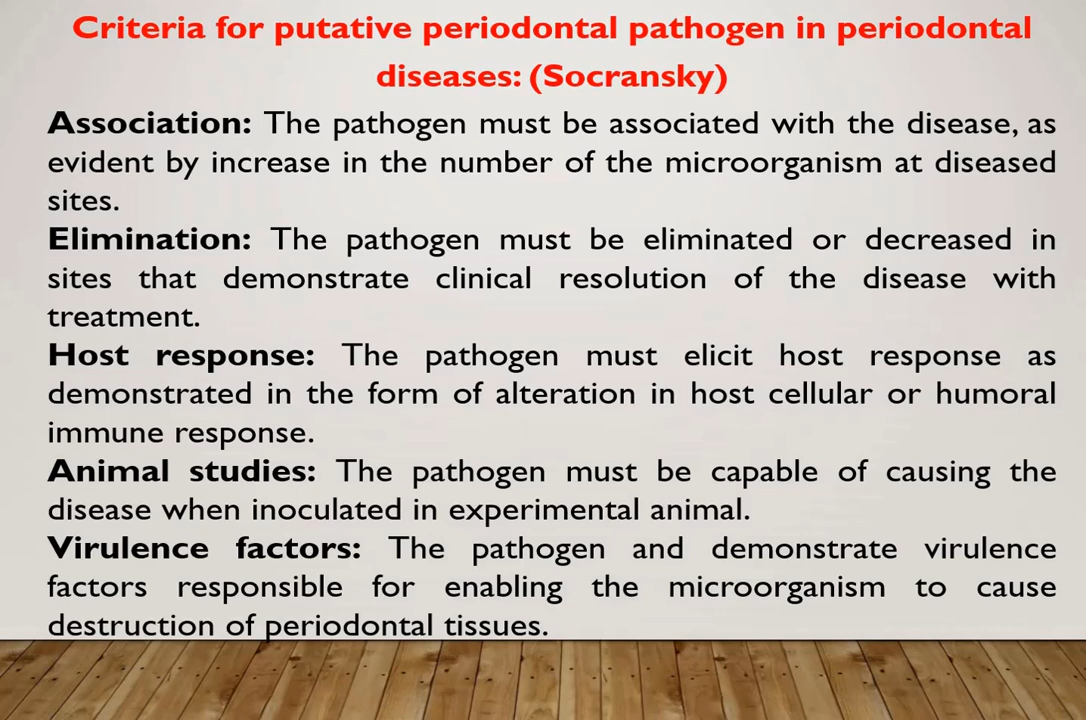 Criteria for putative periodontal pathogen in periodontal
diseases: (Socransky)
Association: The pathogen must be associated with the disease, as
evident by increase in the number of the microorganism at diseased
sites.
Elimination: The pathogen must be eliminated or decreased in
sites that demonstrate clinical resolution of the disease with
treatment.
Host response: The pathogen must elicit host response as
demonstrated in the form of alteration in host cellular or humoral
immune response.
Animal studies: The pathogen must be capable of causing the
disease when inoculated in experimental animal.
Virulence factors: The pathogen and demonstrate virulence
factors responsible for enabling the microorganism to cause
destruction of periodontal tissues.